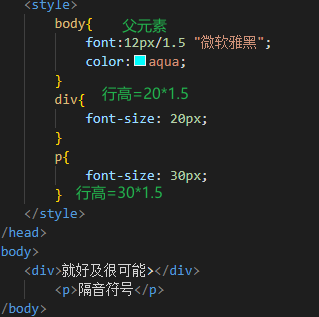 <style>
body{ 父元素
font:12px/1.5 "微软雅黑";
color:aqua;
}
div{ 行高=20*1.5
font-size: 20px;
}
p{
font-size: 30px;
} 行高=30*1.5
</style>
/head>
body>
<div>就好及很可能></div>
<p>隔音符号</p>
/body>